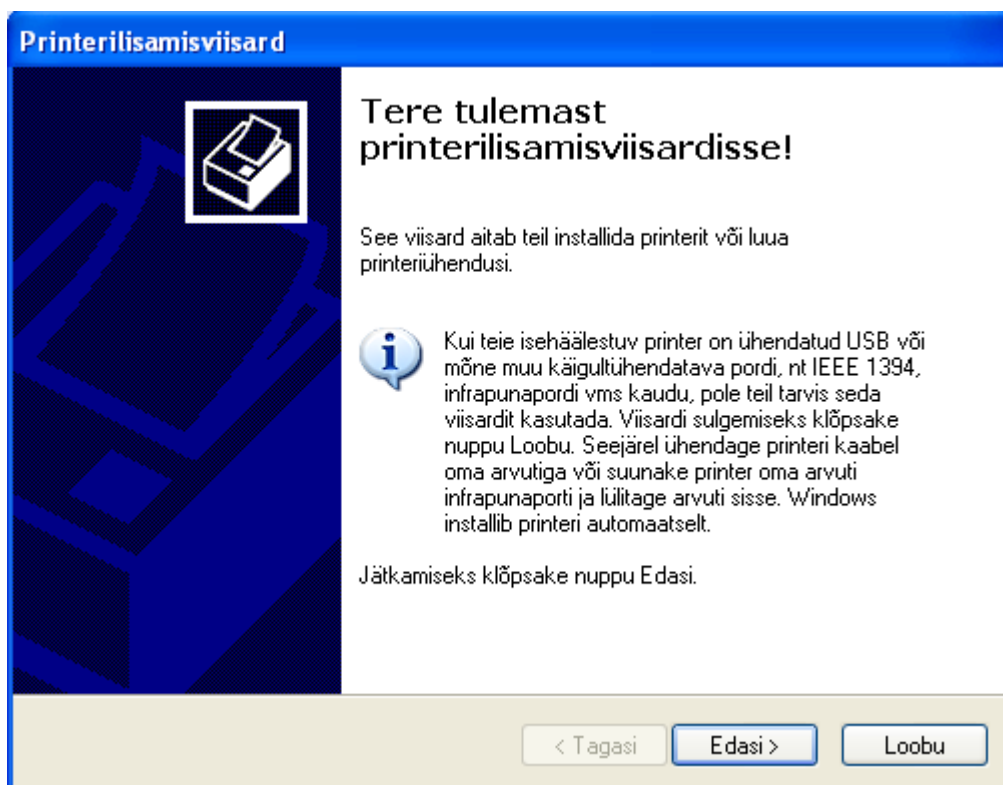 Printerilisamisviisard
Tere tulemast
printerilisamisviisardisse!
See viisard aitab teil installida printerit või luua
printeriühendusi.
Kui teie isehäälestuv printer on ühendatud USB või
mõne muu käigultühendatava pordi, nt IEEE 1394,
infrapunapordi vms kaudu, pole teil tarvis seda
viisardit kasutada. Viisardi sulgemiseks klõpsake
nuppu Loobu. Seejärel ühendage printeri kaabel
oma arvutiga või suunake printer oma arvuti
infrapunaporti ja lülitage arvuti sisse. Windows
installib printeri automaatselt.
Jätkamiseks klõpsake nuppu Edasi.
< Tagasi Edasi > Loobu